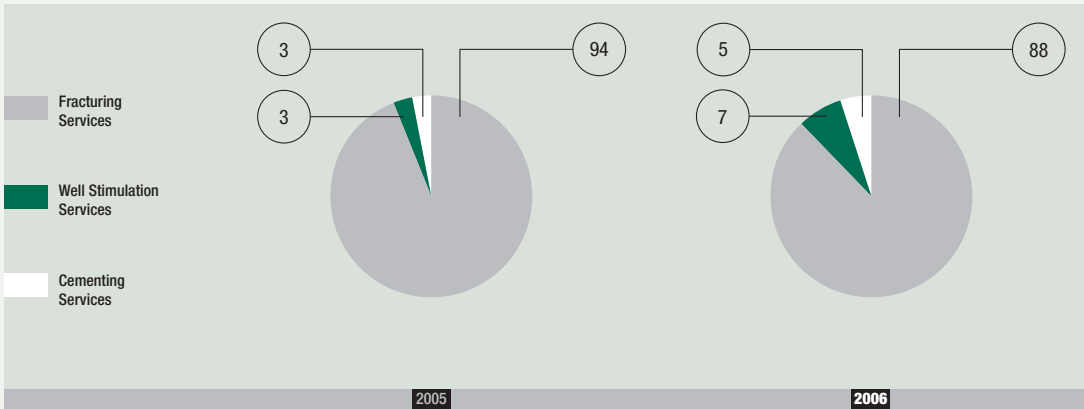 3
94
5
88
Fracturing
Services
3
7
Well Stimulation
Services
Cementing
Services
2005
2006